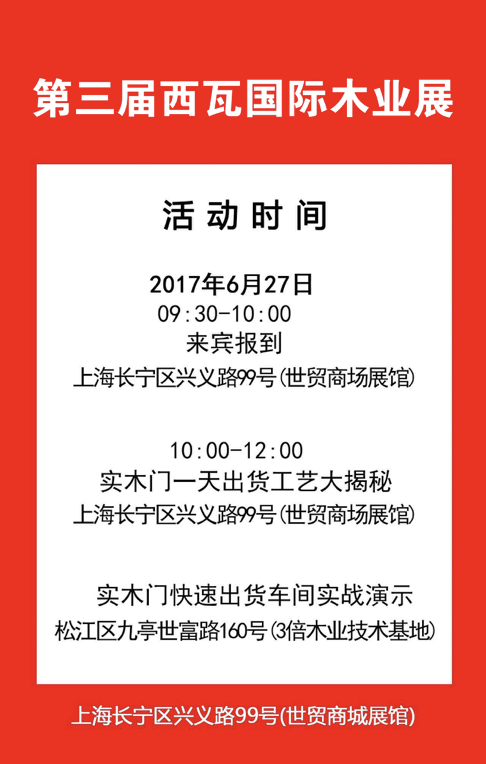 第三届西瓦国际木业展
活动时间
2017年6月27日
09:30-10:00
来宾报到
上海长宁区兴义路99号(世贸商场展馆)
10:00-12:00
实木门一天出货工艺大揭秘
上海长宁区兴义路99号(世贸商场展馆)
实木门快速出货车间实战演示
松江区九亭世富路160号(3倍木业技术基地)
上海长宁区兴义路99号(世贸商城展馆)